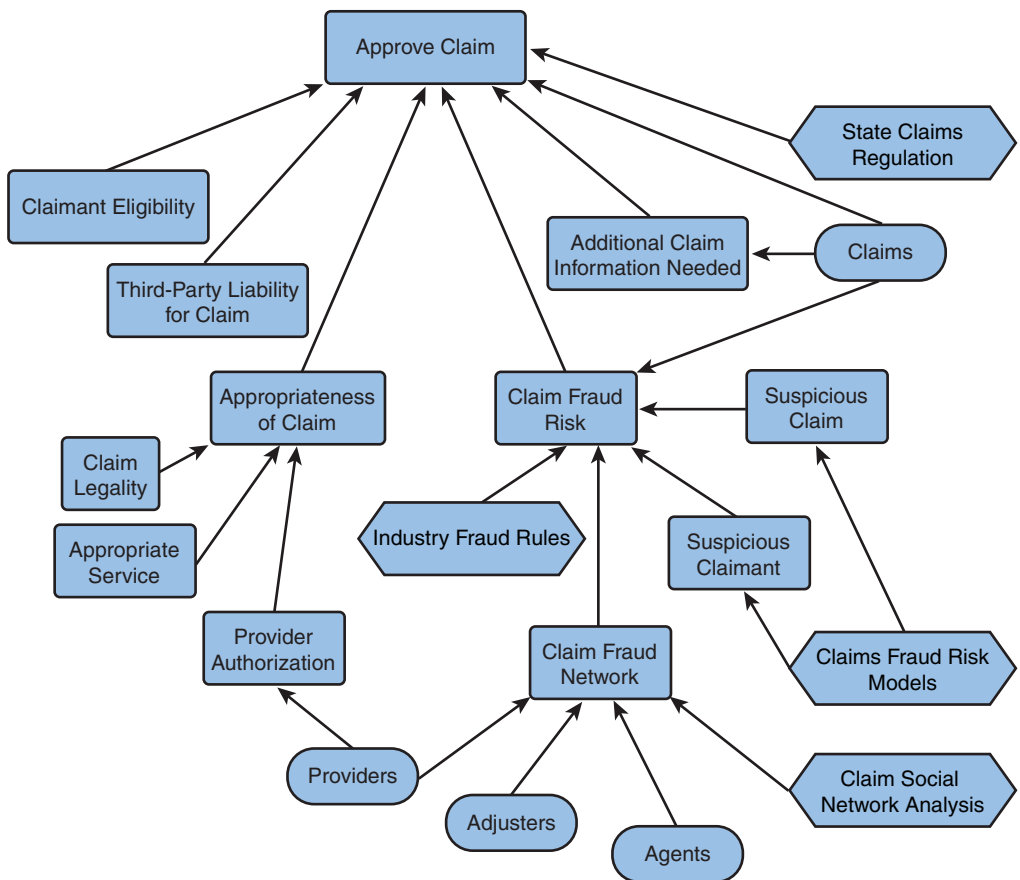 Approve Claim
State Claims
Regulation
Claimant Eligibility
Additional Claim
Information Needed
Claims
Third-Party Liability
for Claim
Appropriateness
of Claim
Claim Fraud
Risk
Suspicious
Claim
Claim
Legality
Industry Fraud Rules
Suspicious
Claimant
Appropriate
Service
Provider
Authorization
Claim Fraud
Network
Claims Fraud Risk
Models
Providers
Claim Social
Network Analysis
Adjusters
Agents